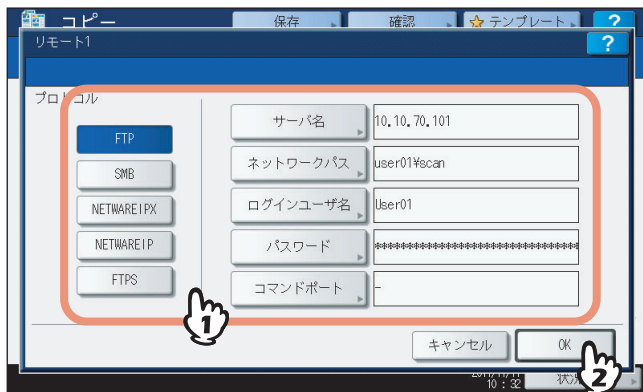 コピー
保存
確認
テンプレート
?
リモート1
?
プロトコル
FTP
SMB
NETWAREIPX
NETWAREIP
FTPS
サーバ名
10.10.70.101
ネットワークパス
user01¥scan
ログインユーザ名
User01
パスワード
****************************************
コマンドポート
-
1
キャンセル
OK
2
10:32
状況